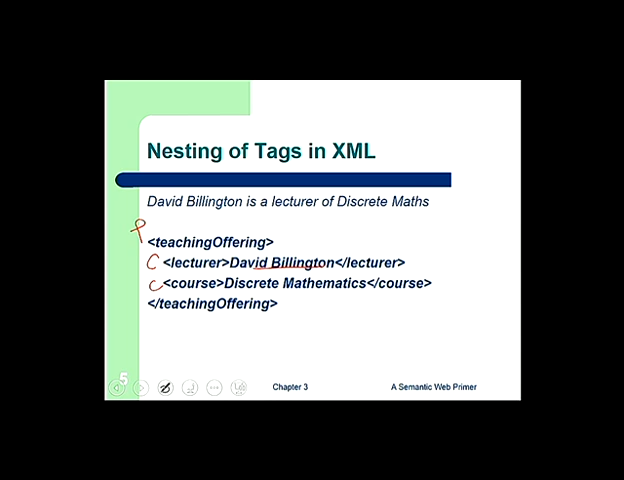 Nesting of Tags in XML
David Billington is a lecturer of Discrete Maths
P
<teachingOffering>
C <lecturer>David Billington</lecturer>
C <course>Discrete Mathematics</course>
</teachingOffering>
5
Chapter 3
A Semantic Web Primer